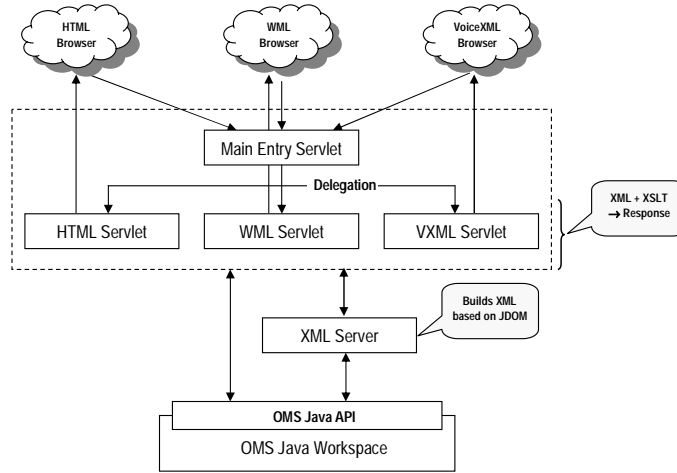 HTML
Browser
WML
Browser
VoiceXML
Browser
Main Entry Servlet
Delegation
HTML Servlet
WML Servlet
VXML Servlet
XML + XSLT
→ Response
Builds XML
based on JDOM
XML Server
OMS Java API
OMS Java Workspace